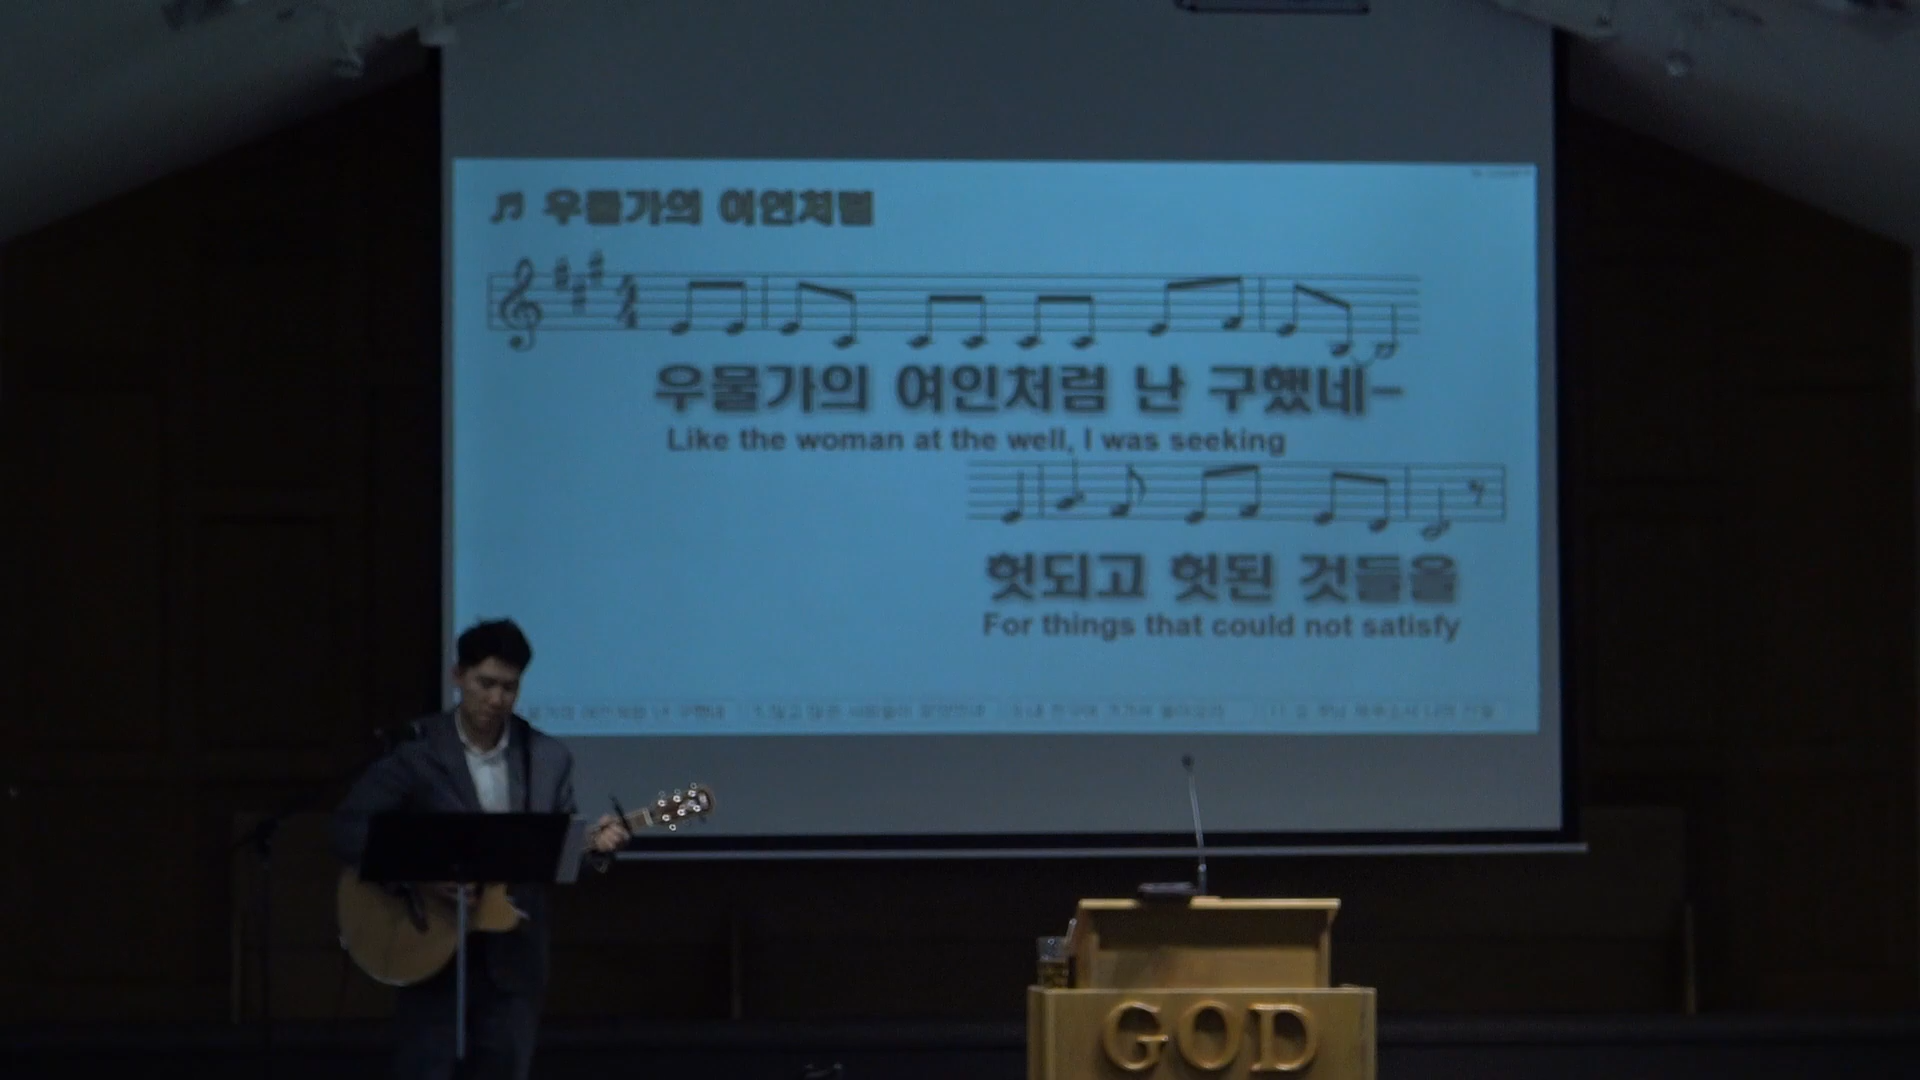 ♫ 우물가의 여인처럼
우물가의 여인처럼 난 구했네-
Like the woman at the well, I was seeking
헛되고 헛된 것들을
For things that could not satisfy
GOD